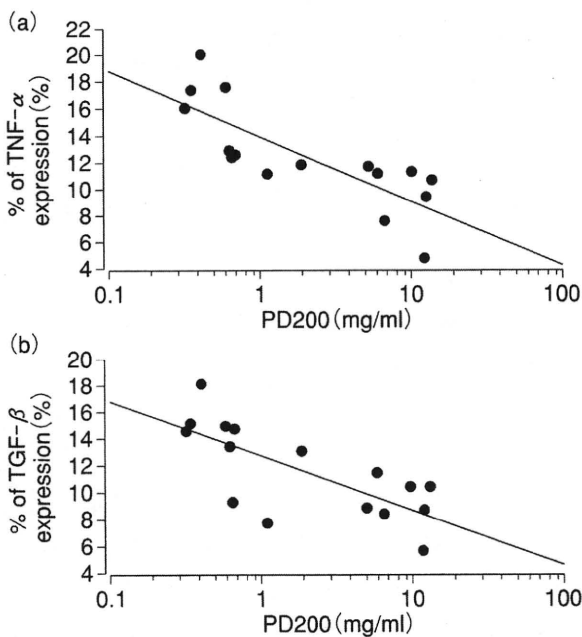 (a)
22
20
18
16
14
12
10
8
6
4
% of TNF-α
expression(%)
0.1 1 10 100
PD200(mg/ml)
(b)
20
18
16
14
12
10
8
6
4
% of TGF-β
expression(%)
0.1 1 10 100
PD200(mg/ml)